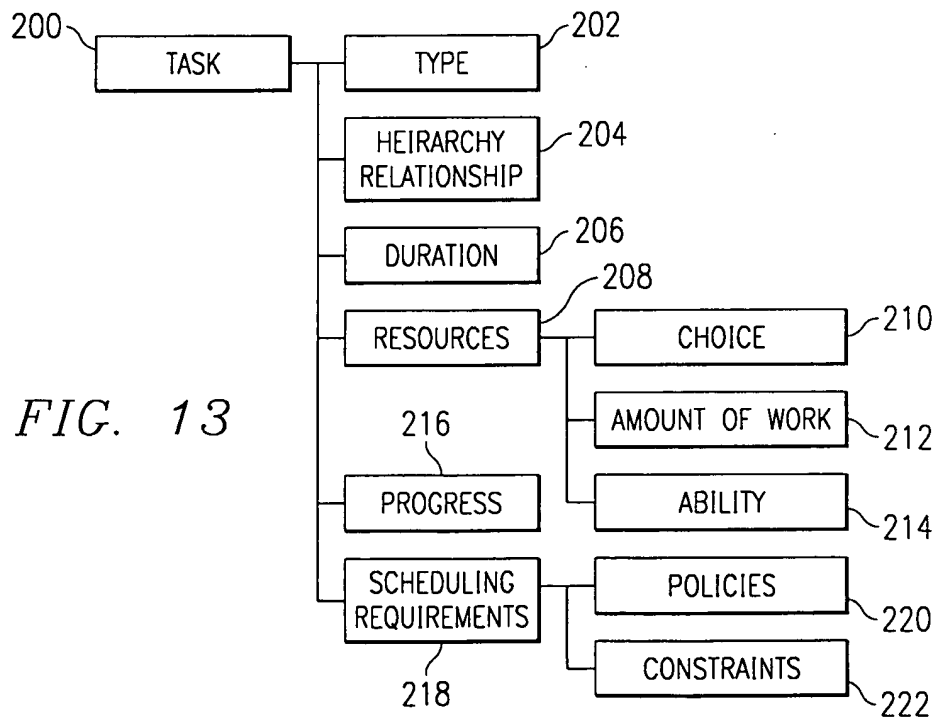 200
TASK
TYPE
202
HEIRARCHY
RELATIONSHIP
204
DURATION
206
RESOURCES
208
CHOICE
210
AMOUNT OF WORK
212
ABILITY
214
FIG. 13
216
PROGRESS
SCHEDULING
REQUIREMENTS
218
POLICIES
220
CONSTRAINTS
222